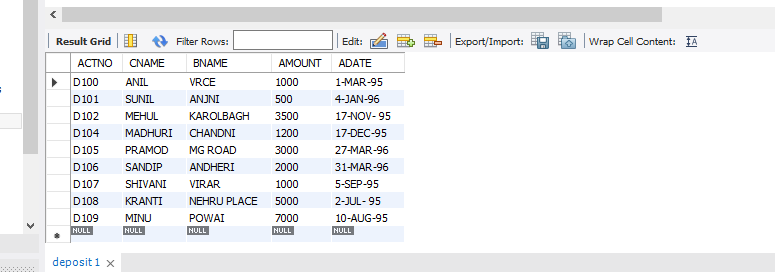 Result Grid Filter Rows: Edit: Export/Import: Wrap Cell Content: IA
ACTNO CNAME BNAME AMOUNT ADATE
D100 ANIL VRCE 1000 1-MAR-95
D101 SUNIL ANJNI 500 4-JAN-96
D102 MEHUL KAROLBAGH 3500 17-NOV- 95
D104 MADHURI CHANDNI 1200 17-DEC-95
D105 PRAMOD MG ROAD 3000 27-MAR-96
D106 SANDIP ANDHERI 2000 31-MAR-96
D107 SHIVANI VIRAR 1000 5-SEP-95
D108 KRANTI NEHRU PLACE 5000 2-JUL- 95
D109 MINU POWAI 7000 10-AUG-95
NULL NULL NULL NULL NULL
deposit1